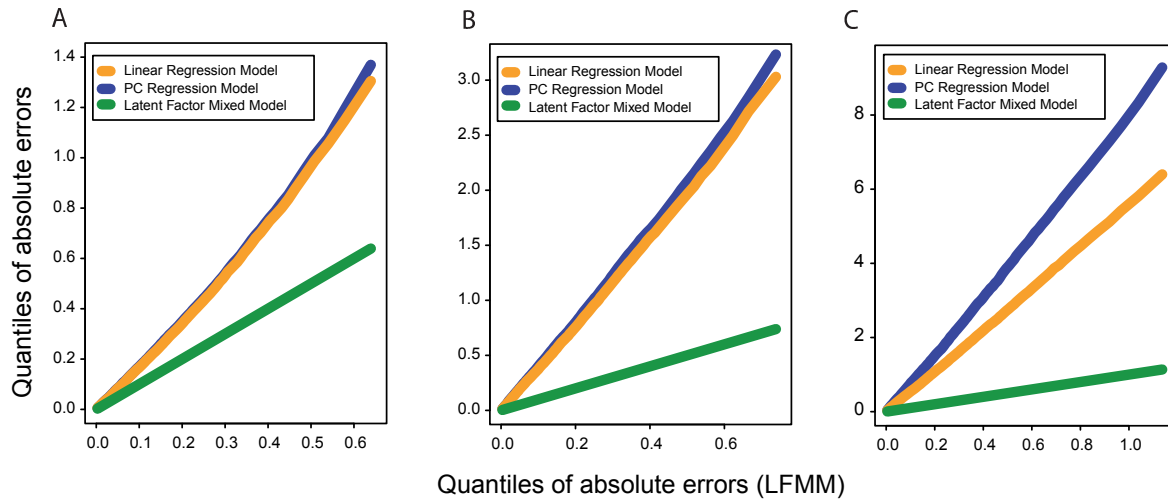 A
Linear Regression Model
PC Regression Model
Latent Factor Mixed Model
1.4
1.2
1.0
0.8
0.6
0.4
0.2
0.0
0.0 0.1 0.2 0.3 0.4 0.5 0.6
B
Linear Regression Model
PC Regression Model
Latent Factor Mixed Model
3.0
2.5
2.0
1.5
1.0
0.5
0.0
0.0 0.2 0.4 0.6
C
Linear Regression Model
PC Regression Model
Latent Factor Mixed Model
8
6
4
2
0
0.0 0.2 0.4 0.6 0.8 1.0
Quantiles of absolute errors
Quantiles of absolute errors (LFMM)